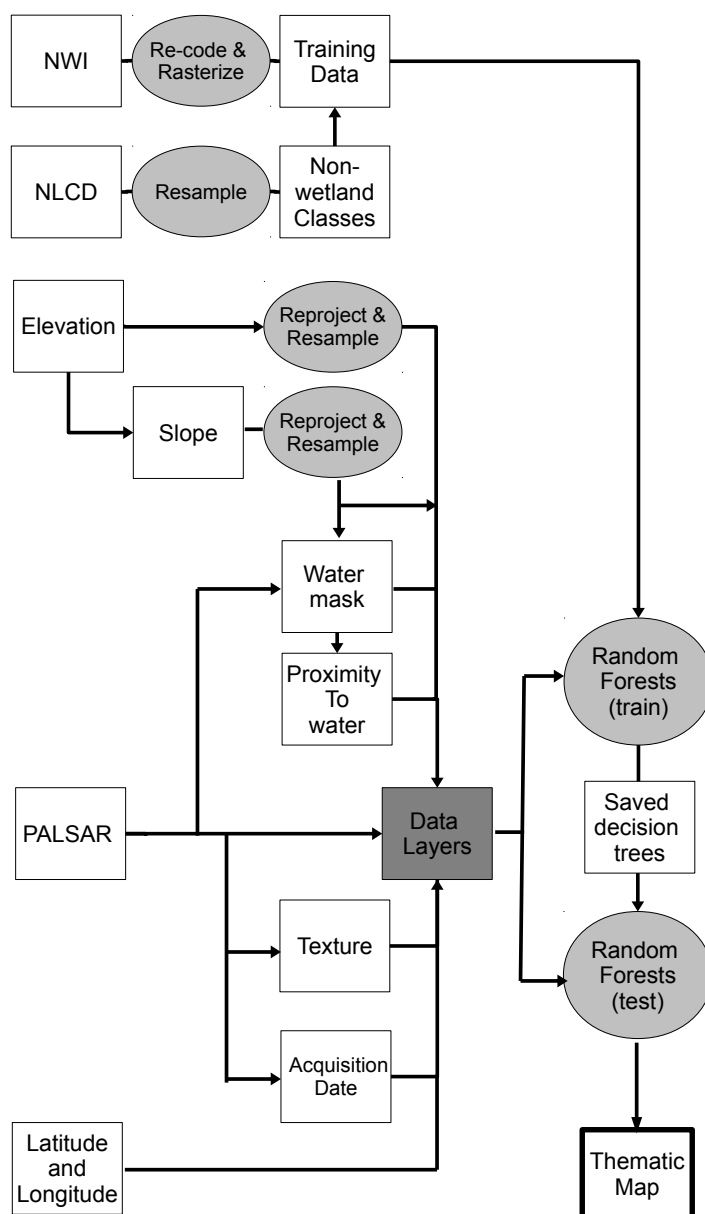 NWI
Re-code &
Rasterize
Training
Data
NLCD
Resample
Non-
wetland
Classes
Elevation
Reproject &
Resample
Slope
Reproject &
Resample
Water
mask
Proximity
To
water
Random
Forests
(train)
PALSAR
Data
Layers
Saved
decision
trees
Texture
Random
Forests
(test)
Acquisition
Date
Latitude
and
Longitude
Thematic
Map